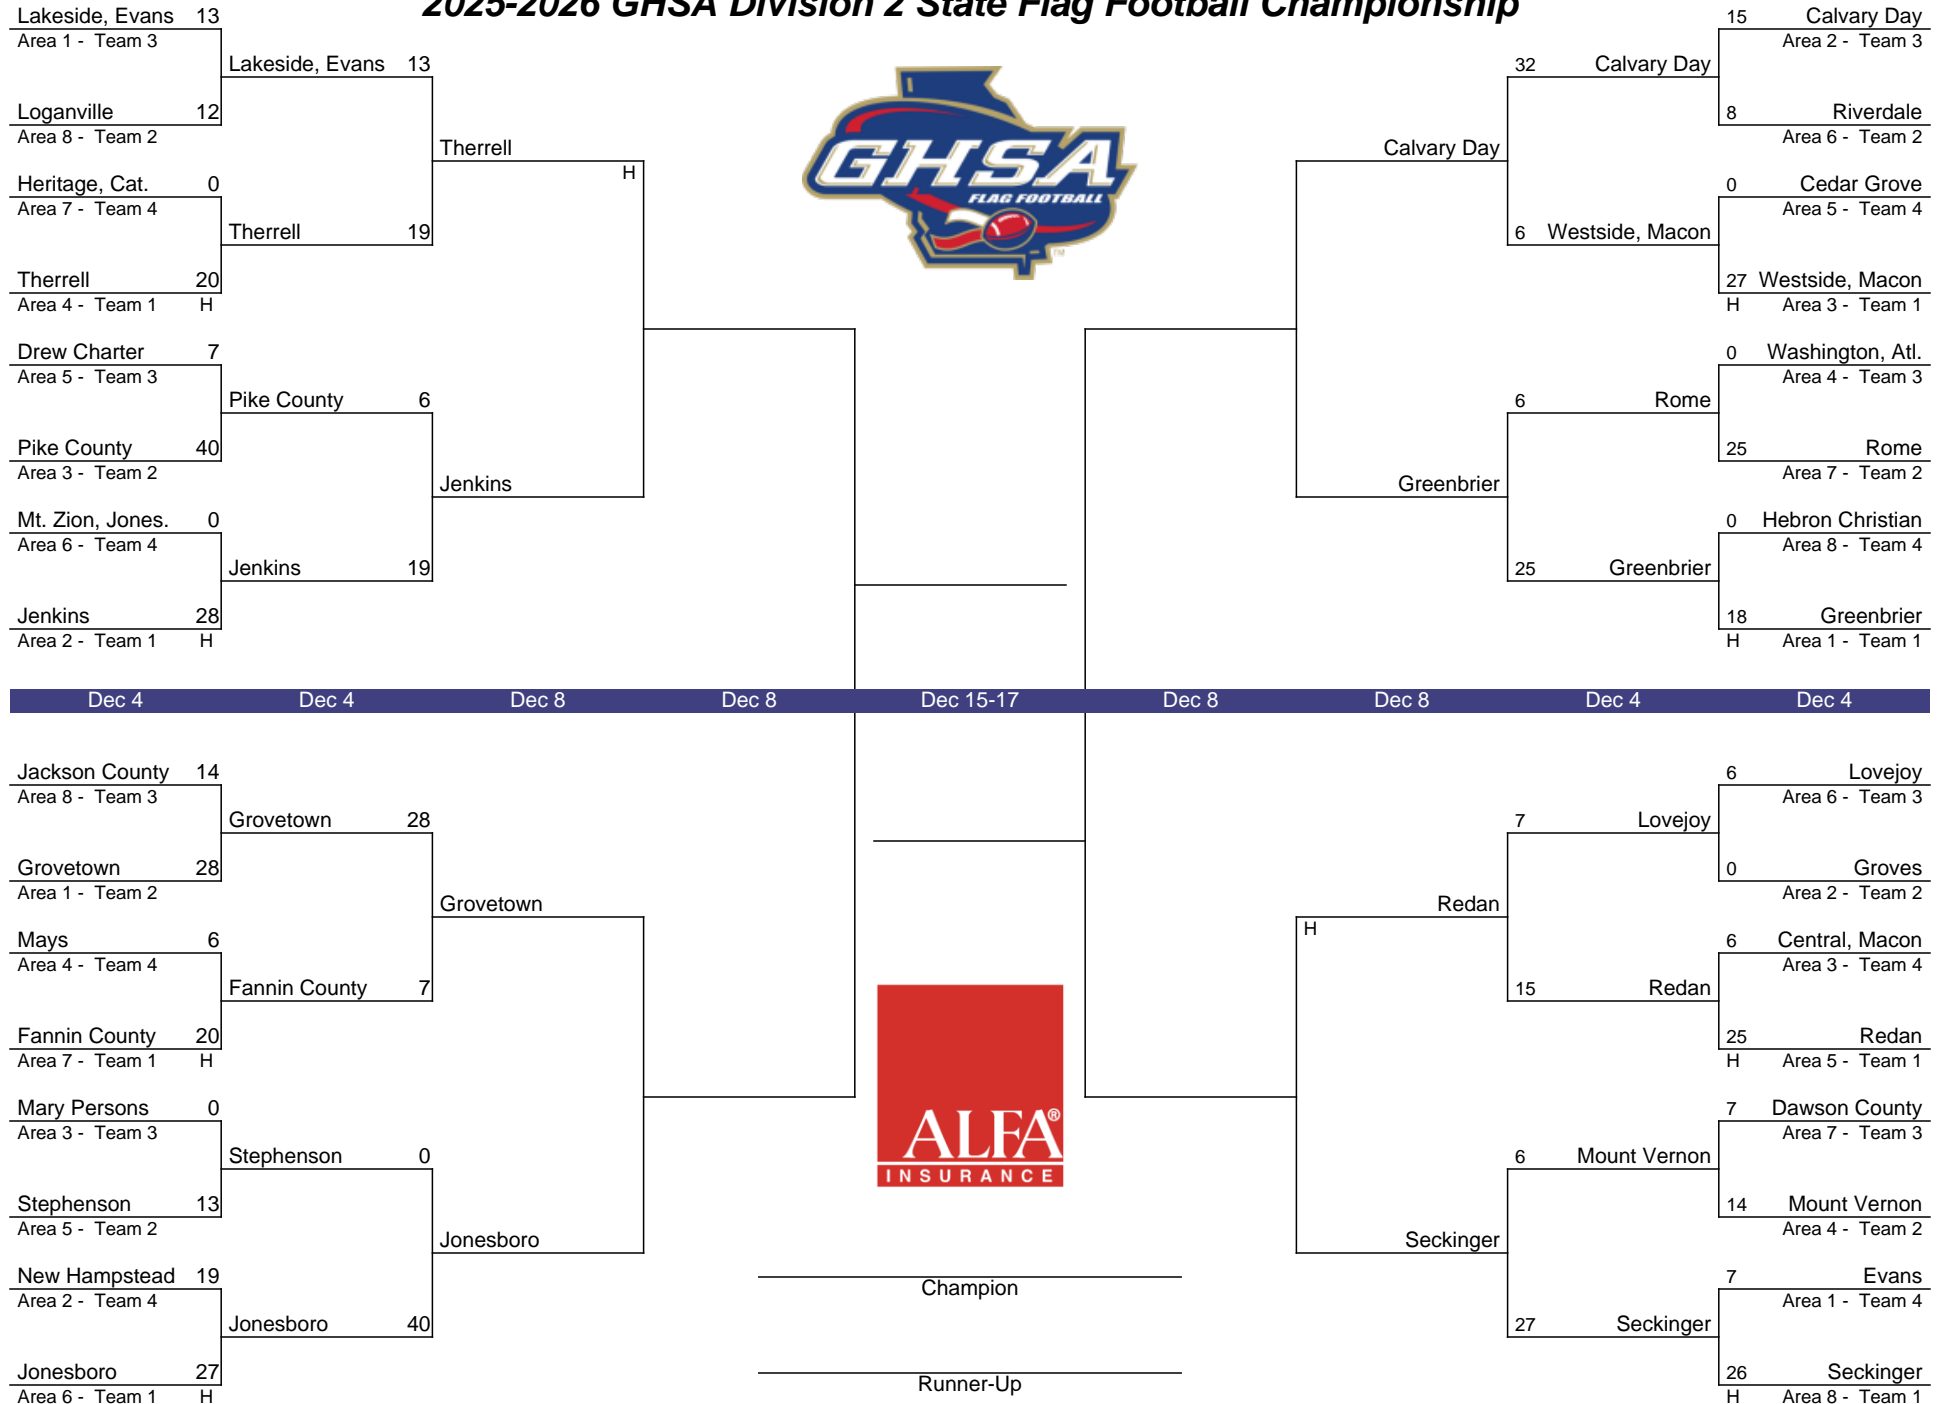 2025-2026 GHSA Division 2 State Flag Football Championship
Lakeside, Evans 13
Area 1 - Team 3
Lakeside, Evans 13
Loganville 12
Area 8 - Team 2
Therrell
H
Heritage, Cat. 0
Area 7 - Team 4
Therrell 19
Therrell 20
Area 4 - Team 1 H
Drew Charter 7
Area 5 - Team 3
Pike County 6
Pike County 40
Area 3 - Team 2
Jenkins
Mt. Zion, Jones. 0
Area 6 - Team 4
Jenkins 19
Jenkins 28
Area 2 - Team 1 H
GHSA
FLAG FOOTBALL
TM
15 Calvary Day
Area 2 - Team 3
32 Calvary Day
8 Riverdale
Area 6 - Team 2
Calvary Day
0 Cedar Grove
Area 5 - Team 4
6 Westside, Macon
27 Westside, Macon
H Area 3 - Team 1
0 Washington, Atl.
Area 4 - Team 3
6 Rome
25 Rome
Area 7 - Team 2
Greenbrier
0 Hebron Christian
Area 8 - Team 4
25 Greenbrier
18 Greenbrier
H Area 1 - Team 1
Dec 4 Dec 4 Dec 8 Dec 8 Dec 15-17 Dec 8 Dec 8 Dec 4 Dec 4
Jackson County 14
Area 8 - Team 3
Grovetown 28
Grovetown 28
Area 1 - Team 2
Grovetown
Mays 6
Area 4 - Team 4
Fannin County 7
Fannin County 20
Area 7 - Team 1 H
Mary Persons 0
Area 3 - Team 3
Stephenson 0
Stephenson 13
Area 5 - Team 2
Jonesboro
New Hampstead 19
Area 2 - Team 4
Jonesboro 40
Jonesboro 27
Area 6 - Team 1 H
ALFA®
INSURANCE
Champion
Runner-Up
6 Lovejoy
Area 6 - Team 3
7 Lovejoy
0 Groves
Area 2 - Team 2
Redan
H
6 Central, Macon
Area 3 - Team 4
15 Redan
25 Redan
H Area 5 - Team 1
7 Dawson County
Area 7 - Team 3
6 Mount Vernon
14 Mount Vernon
Area 4 - Team 2
Seckinger
7 Evans
Area 1 - Team 4
27 Seckinger
26 Seckinger
H Area 8 - Team 1